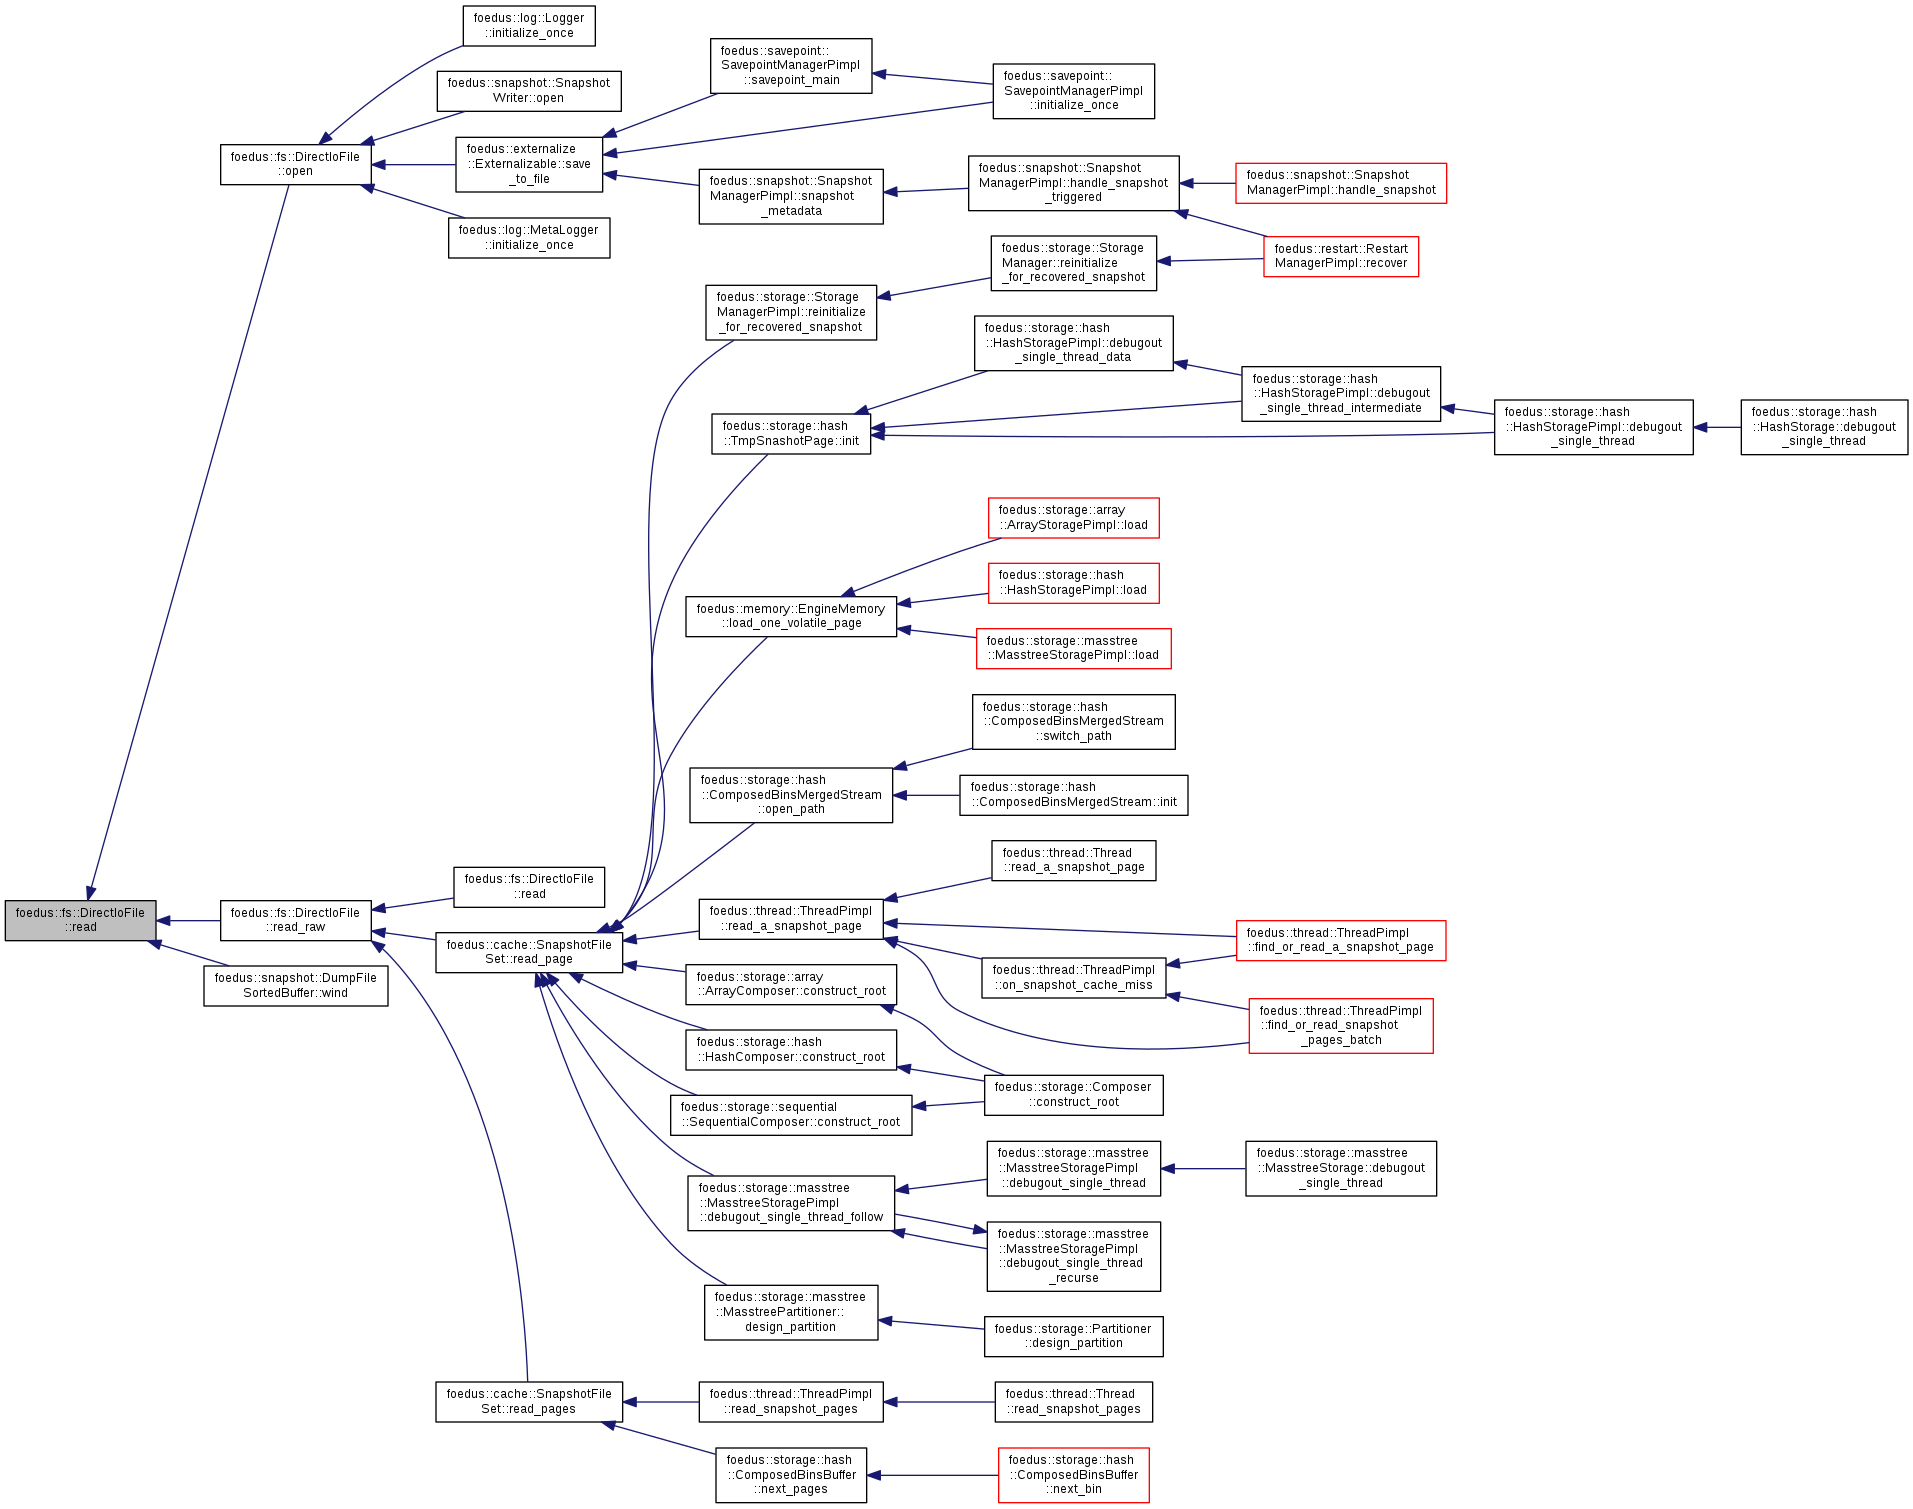 foedus::log::Logger
::initialize_once
foedus::snapshot::Snapshot
Writer::open
foedus::fs::DirectIoFile
::open
foedus::externalize
::Externalizable::save
_to_file
foedus::log::MetaLogger
::initialize_once
foedus::savepoint::
SavepointManagerPimpl
::savepoint_main
foedus::savepoint::
SavepointManagerPimpl
::initialize_once
foedus::snapshot::Snapshot
ManagerPimpl::snapshot
_metadata
foedus::snapshot::Snapshot
ManagerPimpl::handle_snapshot
_triggered
foedus::snapshot::Snapshot
ManagerPimpl::handle_snapshot
foedus::restart::Restart
ManagerPimpl::recover
foedus::storage::Storage
Manager::reinitialize
_for_recovered_snapshot
foedus::storage::Storage
ManagerPimpl::reinitialize
_for_recovered_snapshot
foedus::storage::hash
::HashStoragePimpl::debugout
_single_thread_data
foedus::storage::hash
::HashStoragePimpl::debugout
_single_thread_intermediate
foedus::storage::hash
::HashStoragePimpl::debugout
_single_thread
foedus::storage::hash
::HashStorage::debugout
_single_thread
foedus::storage::hash
::TmpSnashotPage::init
foedus::storage::array
::ArrayStoragePimpl::load
foedus::storage::hash
::HashStoragePimpl::load
foedus::memory::EngineMemory
::load_one_volatile_page
foedus::storage::masstree
::MasstreeStoragePimpl::load
foedus::storage::hash
::ComposedBinsMergedStream
::switch_path
foedus::storage::hash
::ComposedBinsMergedStream
::open_path
foedus::storage::hash
::ComposedBinsMergedStream::init
foedus::fs::DirectIoFile
::read
foedus::fs::DirectIoFile
::read_raw
foedus::fs::DirectIoFile
::read
foedus::snapshot::DumpFile
SortedBuffer::wind
foedus::cache::SnapshotFile
Set::read_page
foedus::thread::Thread
::read_a_snapshot_page
foedus::thread::ThreadPimpl
::read_a_snapshot_page
foedus::thread::ThreadPimpl
::find_or_read_a_snapshot_page
foedus::thread::ThreadPimpl
::on_snapshot_cache_miss
foedus::thread::ThreadPimpl
::find_or_read_snapshot
_pages_batch
foedus::storage::array
::ArrayComposer::construct_root
foedus::storage::hash
::HashComposer::construct_root
foedus::storage::Composer
::construct_root
foedus::storage::sequential
::SequentialComposer::construct_root
foedus::storage::masstree
::MasstreeStoragePimpl
::debugout_single_thread
foedus::storage::masstree
::MasstreeStorage::debugout
_single_thread
foedus::storage::masstree
::MasstreeStoragePimpl
::debugout_single_thread_follow
foedus::storage::masstree
::MasstreeStoragePimpl
::debugout_single_thread
_recurse
foedus::storage::masstree
::MasstreePartitioner::
design_partition
foedus::storage::Partitioner
::design_partition
foedus::cache::SnapshotFile
Set::read_pages
foedus::thread::ThreadPimpl
::read_snapshot_pages
foedus::thread::Thread
::read_snapshot_pages
foedus::storage::hash
::ComposedBinsBuffer
::next_pages
foedus::storage::hash
::ComposedBinsBuffer
::next_bin